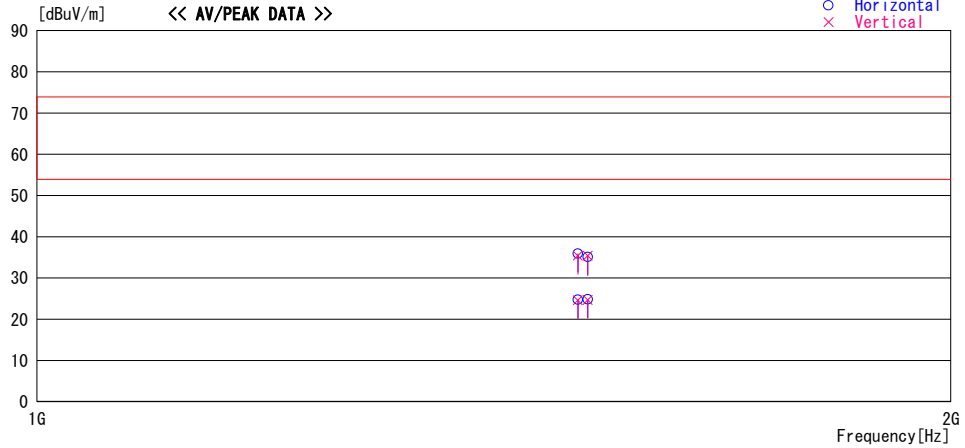 [dBuV/m] << AV/PEAK DATA >>
○ Horizontal
× Vertical
90
80
70
60
50
40
30
20
10
0
1G 2G
Frequency[Hz]